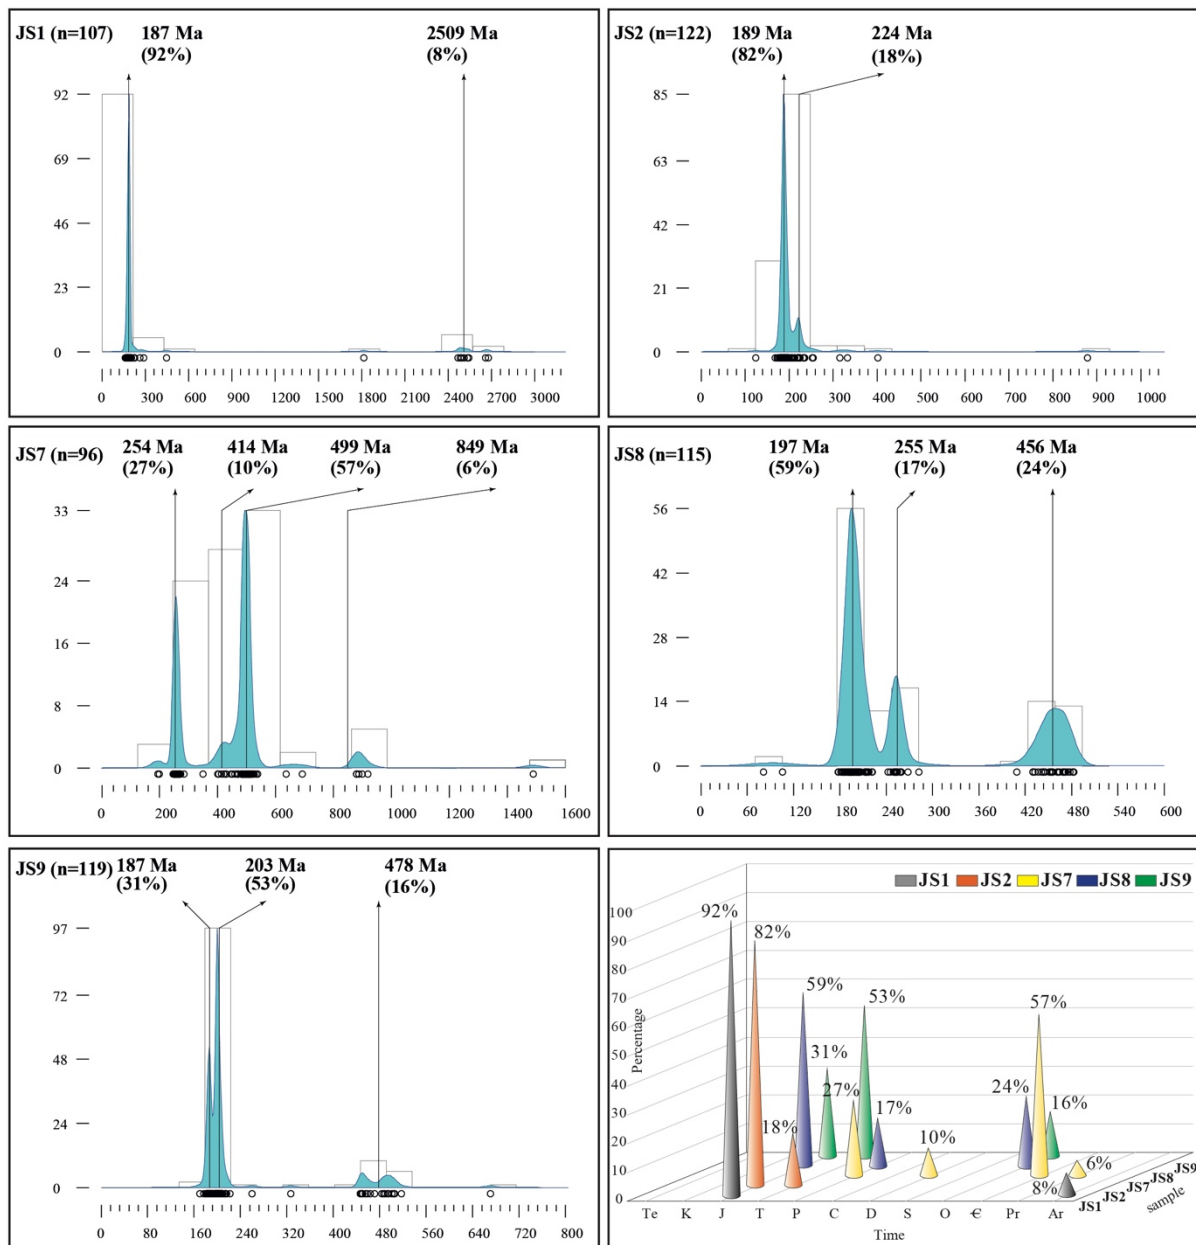 JS1 (n=107)
187 Ma
(92%)
2509 Ma
(8%)
92
69
46
23
0
0 300 600 900 1200 1500 1800 2100 2400 2700 3000
JS2 (n=122)
189 Ma
(82%)
224 Ma
(18%)
85
63
42
21
0
0 100 200 300 400 500 600 700 800 900 1000
JS7 (n=96)
254 Ma
(27%)
414 Ma
(10%)
499 Ma
(57%)
849 Ma
(6%)
33
24
16
8
0
0 200 400 600 800 1000 1200 1400 1600
JS8 (n=115)
197 Ma
(59%)
255 Ma
(17%)
456 Ma
(24%)
56
42
28
14
0
0 60 120 180 240 300 360 420 480 540 600
JS9 (n=119)
187 Ma
(31%)
203 Ma
(53%)
478 Ma
(16%)
97
72
48
24
0
0 80 160 240 320 400 480 560 640 720 800
JS1 JS2 JS7 JS8 JS9
100
90
80
70
60
50
40
30
20
10
0
Percentage
92%
82%
59%
53%
57%
31%
27%
18%
17%
10%
24%
16%
6%
8%
Te K J T P C D S O Є Pr Ar
Time
JS1 JS2 JS7 JS8 JS9
sample